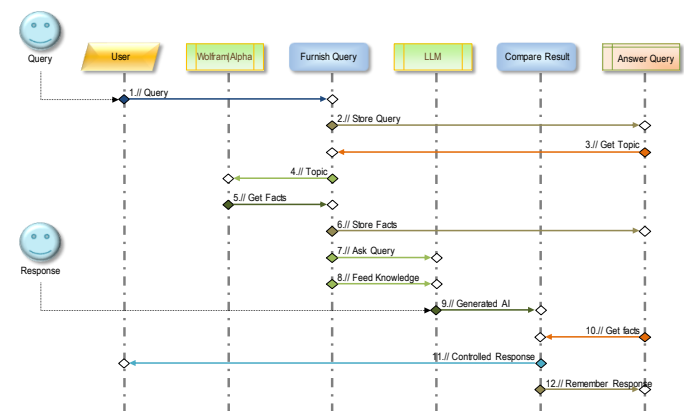 Query
User
Wolfram|Alpha
Furnish Query
LLM
Compare Result
Answer Query
1.// Query
2.// Store Query
3.// Get Topic
4.// Topic
5.// Get Facts
6.// Store Facts
7.// Ask Query
Response
8.// Feed Knowledge
9.// Generated AI
10.// Get facts
11.// Controlled Response
12.// Remember Response